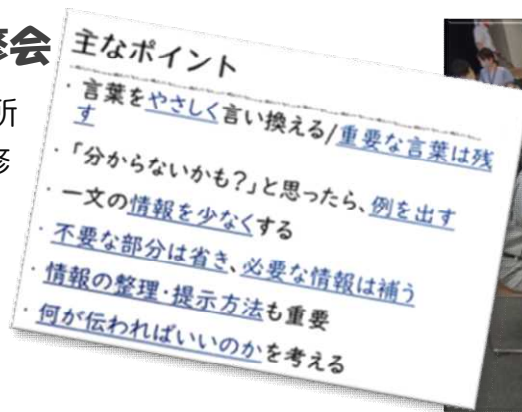 修会
所
修
主なポイント
・言葉をやさしく言い換える/重要な言葉は残
す
・「分からないかも?」と思ったら、例を出す
・一文の情報を少なくする
・不要な部分は省き、必要な情報は補う
・情報の整理・提示方法も重要
・何が伝わればいいのかを考える